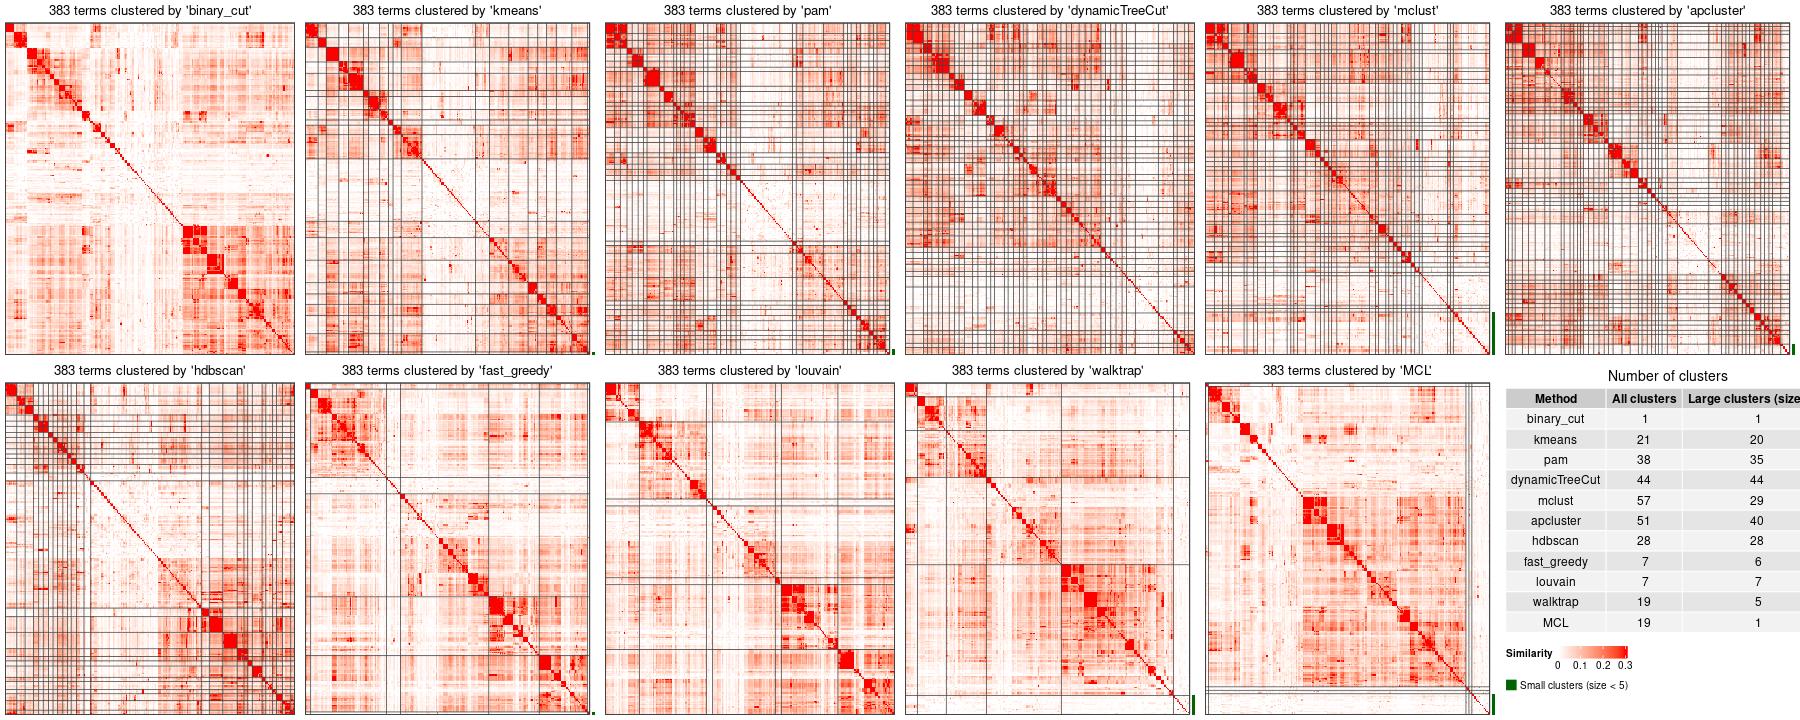 383 terms clustered by 'binary_cut'
383 terms clustered by 'kmeans'
383 terms clustered by 'pam'
383 terms clustered by 'dynamicTreeCut'
383 terms clustered by 'mclust'
383 terms clustered by 'apcluster'
383 terms clustered by 'hdbscan'
383 terms clustered by 'fast_greedy'
383 terms clustered by 'louvain'
383 terms clustered by 'walktrap'
383 terms clustered by 'MCL'
Number of clusters
Method All clusters Large clusters (size
binary_cut 1 1
kmeans 21 20
pam 38 35
dynamicTreeCut 44 44
mclust 57 29
apcluster 51 40
hdbscan 28 28
fast_greedy 7 6
louvain 7 7
walktrap 19 5
MCL 19 1
Similarity
0 0.1 0.2 0.3
Small clusters (size < 5)